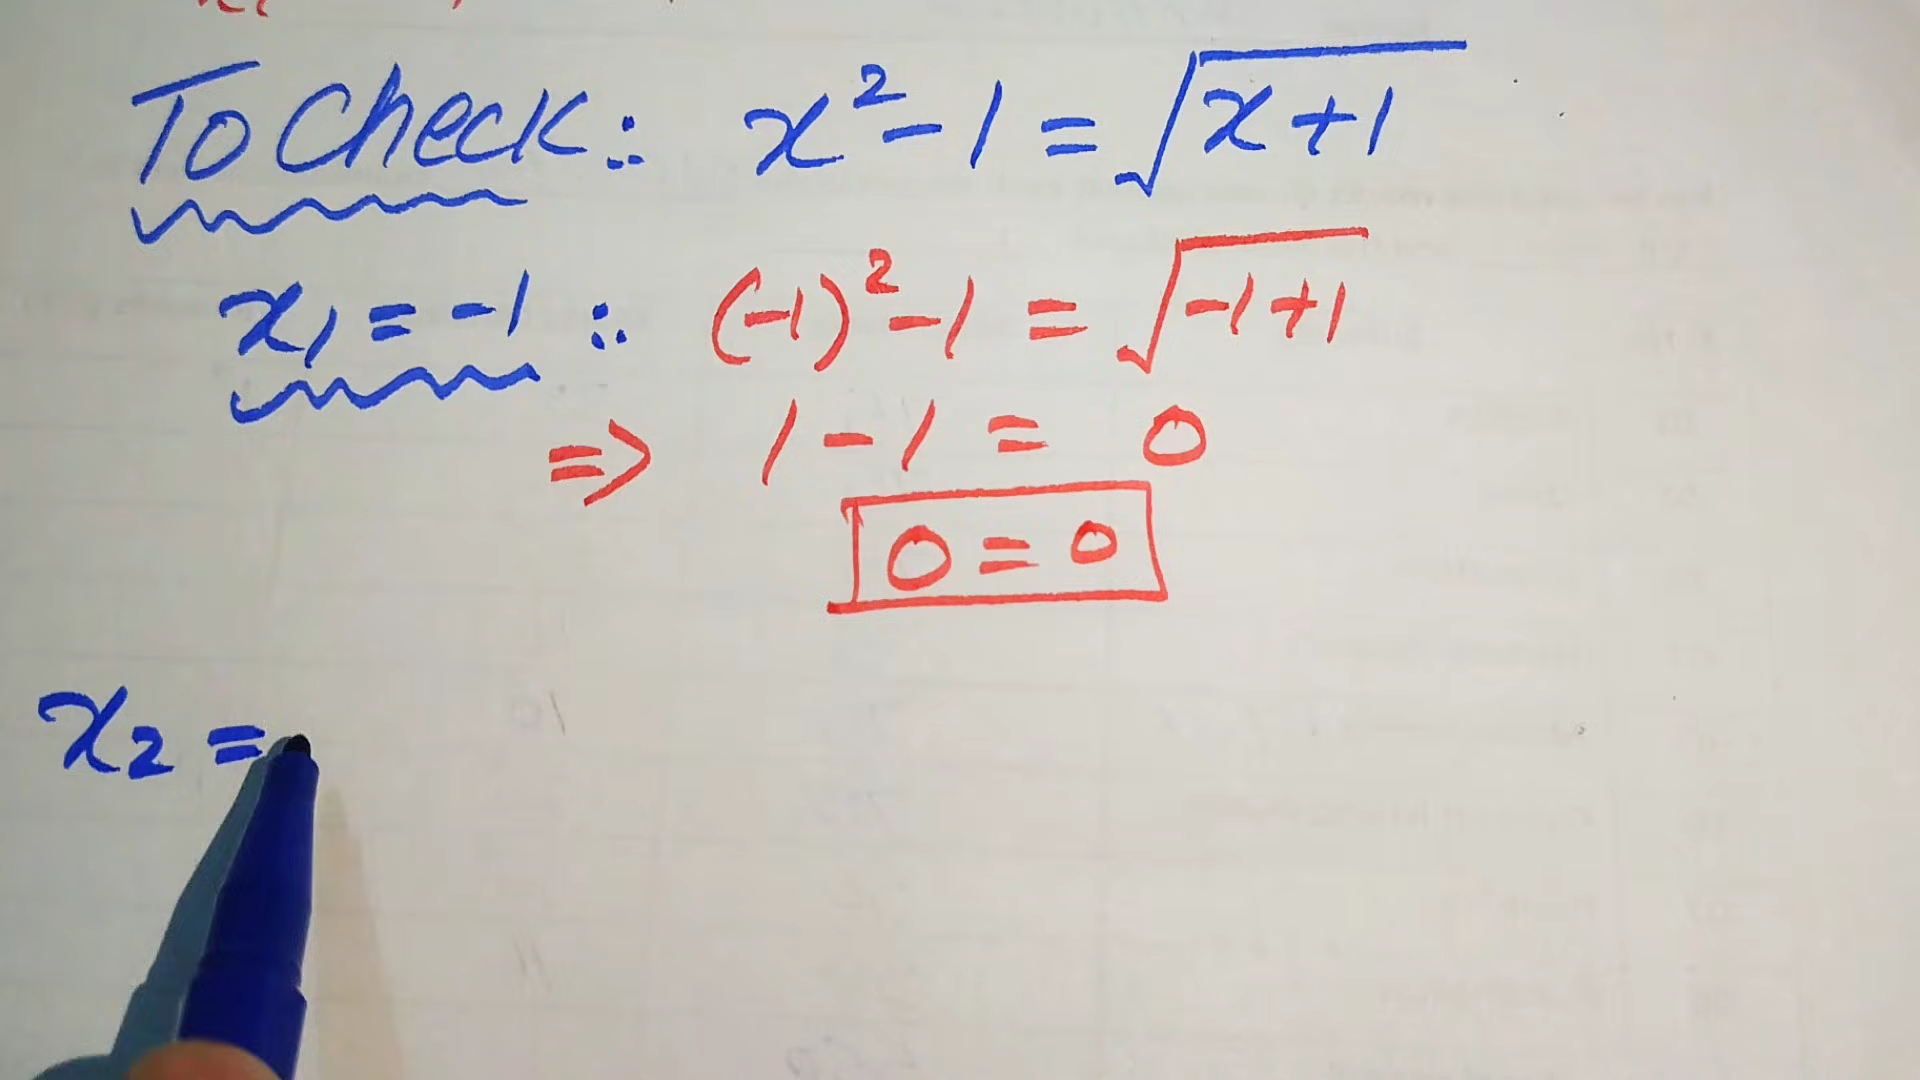 To Check: x² - 1 = √(x + 1)
x₁ = -1 : (-1)² - 1 = √(-1 + 1)
⇒ 1 - 1 = 0
0 = 0
x₂ =